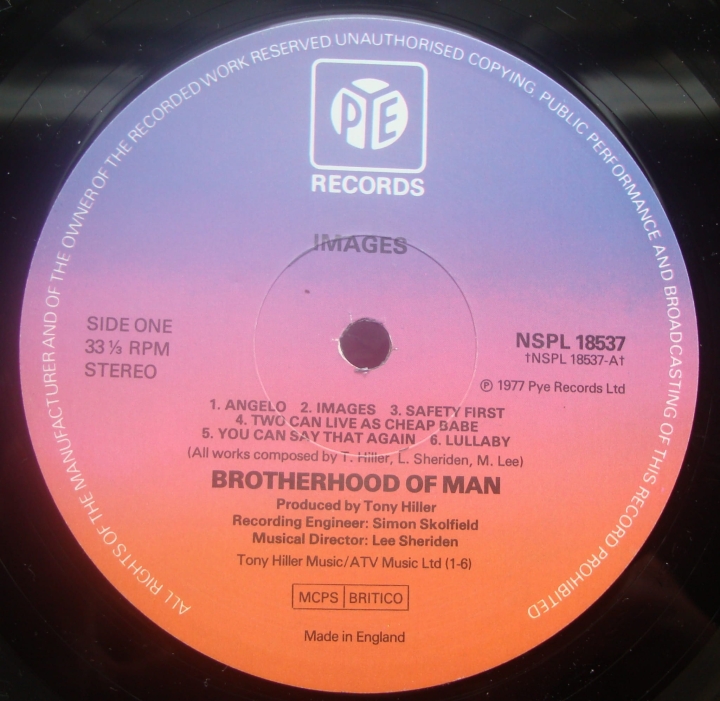 ALL RIGHTS OF THE MANUFACTURER AND OF THE OWNER OF THE RECORDED WORK RESERVED UNAUTHORISED COPYING PUBLIC PERFORMANCE AND BROADCASTING OF THIS RECORD PROHIBITED
PYE
RECORDS
IMAGES
SIDE ONE
33 ⅓ RPM
STEREO
NSPL 18537
†NSPL 18537-A†
℗ 1977 Pye Records Ltd
1. ANGELO 2. IMAGES 3. SAFETY FIRST
4. TWO CAN LIVE AS CHEAP BABE
5. YOU CAN SAY THAT AGAIN 6. LULLABY
(All works composed by T. Hiller, L. Sheriden, M. Lee)
BROTHERHOOD OF MAN
Produced by Tony Hiller
Recording Engineer: Simon Skolfield
Musical Director: Lee Sheriden
Tony Hiller Music/ATV Music Ltd (1-6)
MCPS BRITICO
Made in England